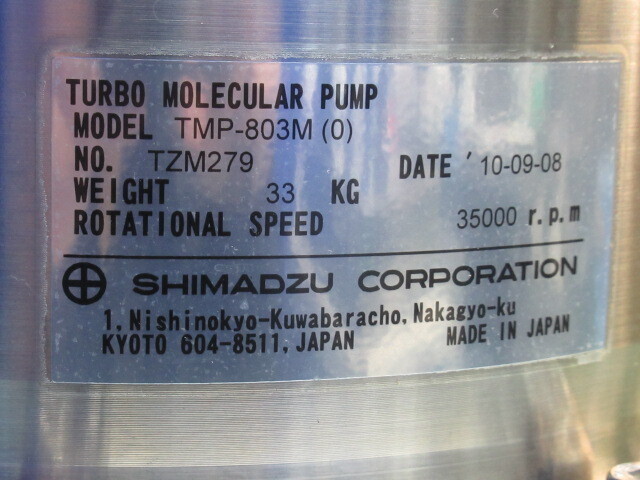 TURBO MOLECULAR PUMP
MODEL TMP-803M (0)
NO. TZM279 DATE '10-09-08
WEIGHT 33 KG
ROTATIONAL SPEED 35000 r.p.m
SHIMADZU CORPORATION
1, Nishinokyo-Kuwabaracho, Nakagyo-ku
KYOTO 604-8511, JAPAN MADE IN JAPAN